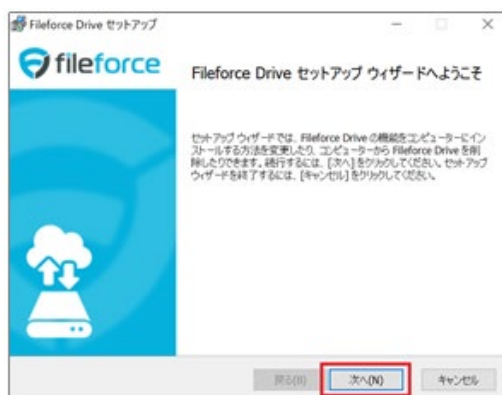 Fileforce Drive セットアップ
fileforce
Fileforce Drive セットアップ ウィザードへようこそ
セットアップ ウィザードでは、Fileforce Drive の機能をコンピューターにイン
ストールする方法を変更したり、コンピューターから Fileforce Drive を削
除したりできます。続行するには、[次へ] をクリックしてください。セットアップ
ウィザードを終了するには、[キャンセル] をクリックしてください。
戻る(B)
次へ(N)
キャンセル